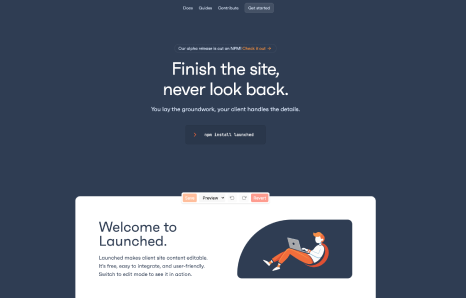 Docs Guides Contribute Get started
Our alpha release is out on NPM! Check it out →
Finish the site,
never look back.
You lay the groundwork, your client handles the details.
> npm install launched
Save Preview Revert
Welcome to
Launched.
Launched makes client site content editable.
It's free, easy to integrate, and user-friendly.
Switch to edit mode to see it in action.